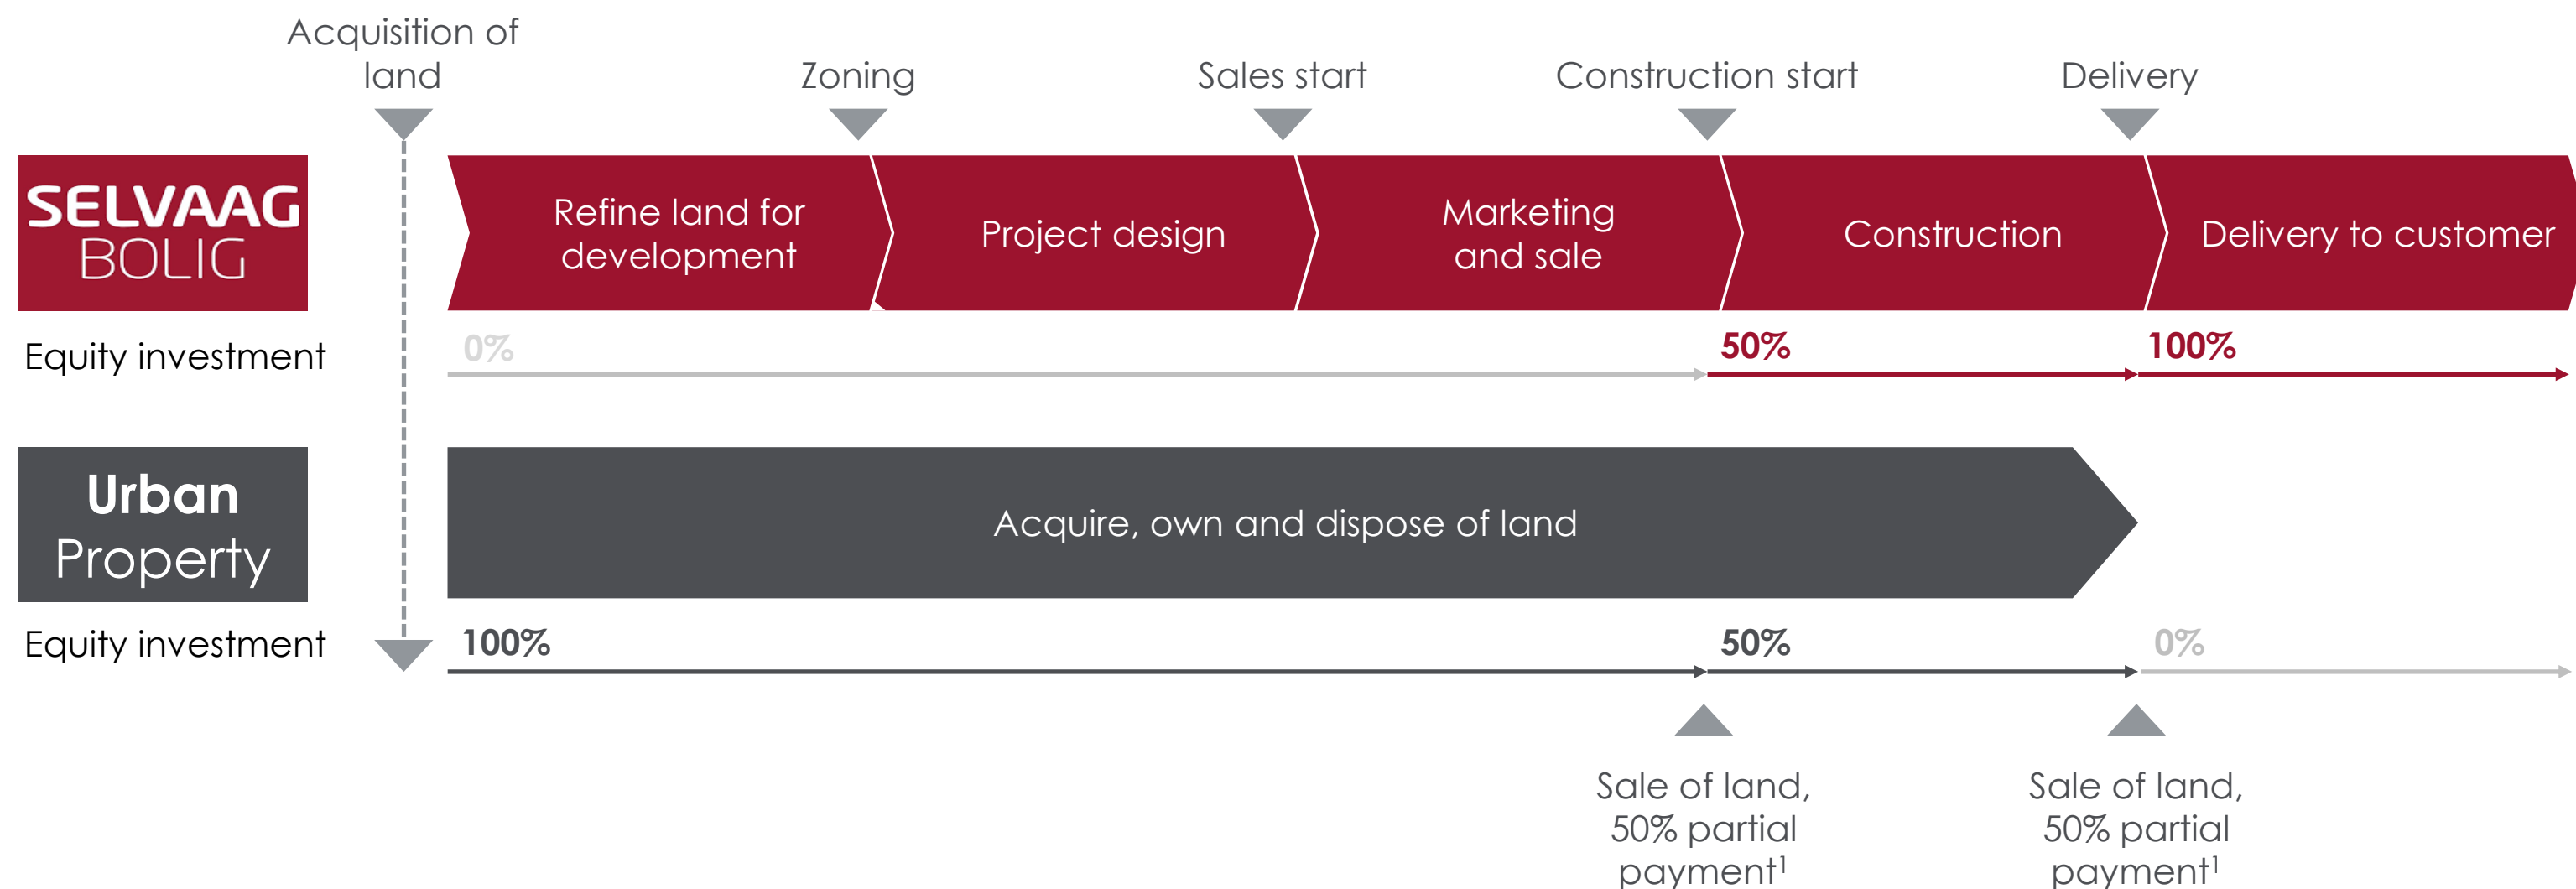 Acquisition of
land
Zoning
Sales start
Construction start
Delivery
SELVAAG
BOLIG
Refine land for
development
Project design
Marketing
and sale
Construction
Delivery to customer
Equity investment
0%
50%
100%
Urban
Property
Acquire, own and dispose of land
Equity investment
100%
50%
0%
Sale of land,
50% partial
payment¹
Sale of land,
50% partial
payment¹